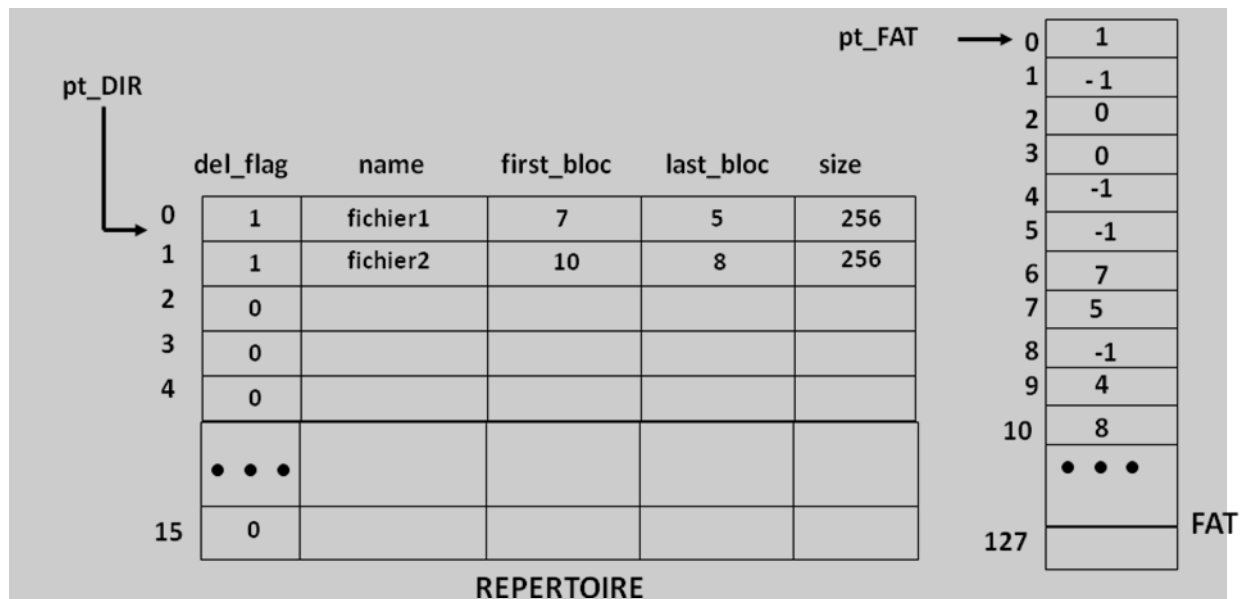 pt_FAT
pt_DIR
del_flag name first_bloc last_bloc size
0 1 fichier1 7 5 256
1 1 fichier2 10 8 256
2 0
3 0
4 0
• • •
15 0
REPERTOIRE
0 1
1 - 1
2 0
3 0
4 -1
5 -1
6 7
7 5
8 -1
9 4
10 8
• • •
127
FAT